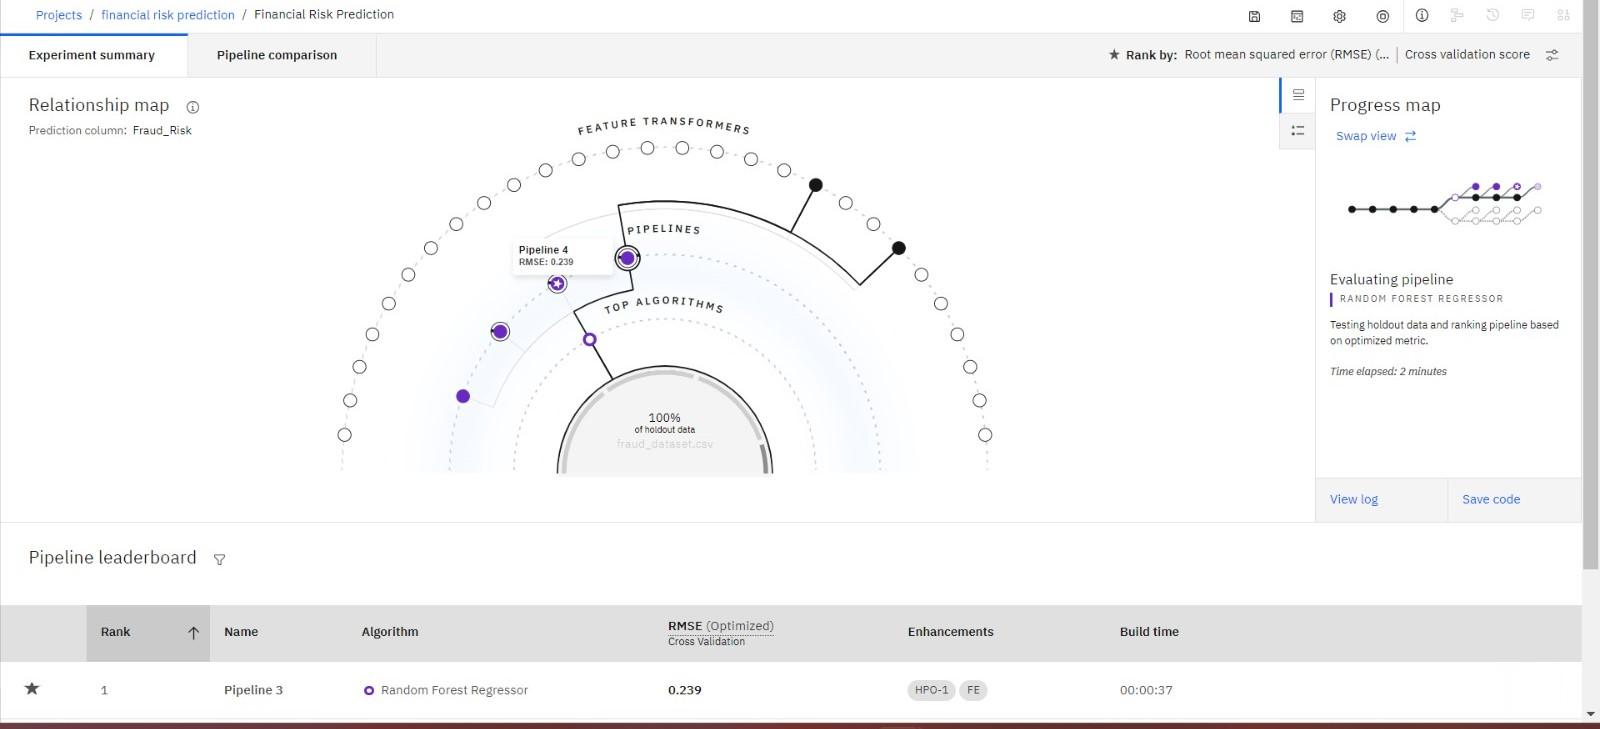 Projects / financial risk prediction / Financial Risk Prediction
Experiment summary
Pipeline comparison
Rank by: Root mean squared error (RMSE) (... | Cross validation score
Relationship map
Prediction column: Fraud_Risk
FEATURE TRANSFORMERS
PIPELINES
Pipeline 4
RMSE: 0.239
TOP ALGORITHMS
100%
of holdout data
fraud_dataset.csv
Progress map
Swap view
Evaluating pipeline
RANDOM FOREST REGRESSOR
Testing holdout data and ranking pipeline based
on optimized metric.
Time elapsed: 2 minutes
View log
Save code
Pipeline leaderboard
Rank Name Algorithm RMSE (Optimized) Enhancements Build time
Cross Validation
1 Pipeline 3 Random Forest Regressor 0.239 HPO-1 FE 00:00:37